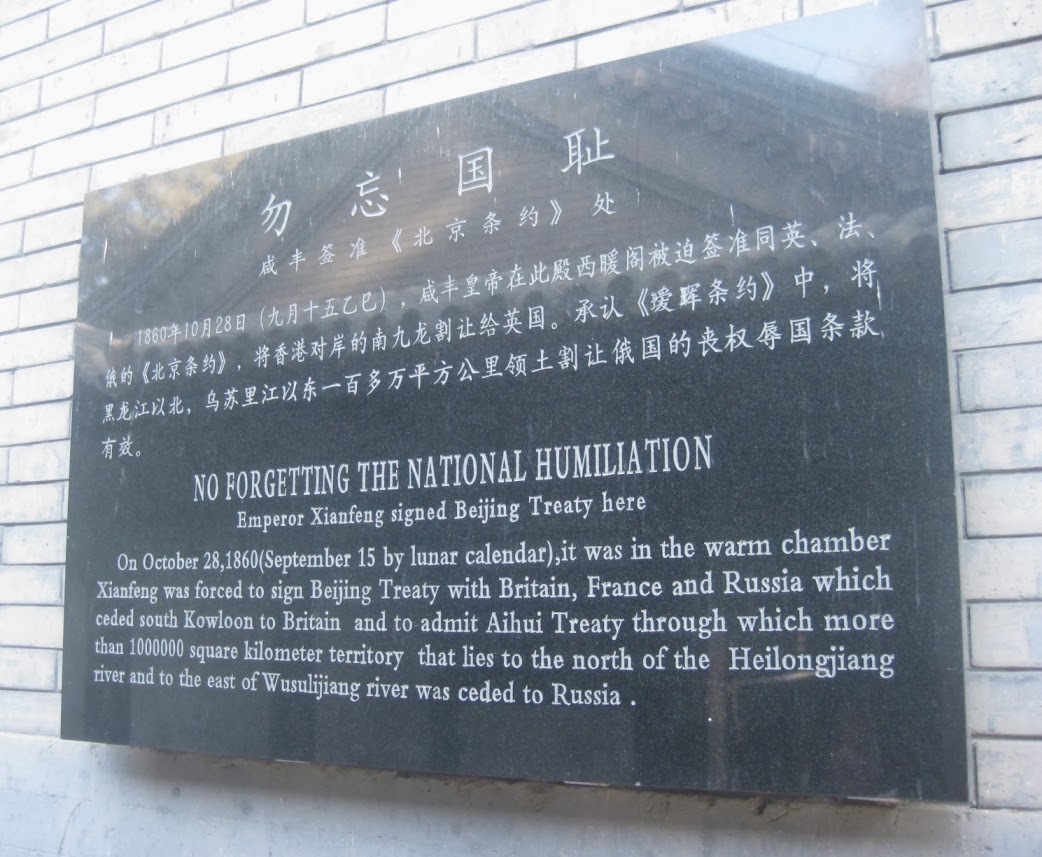 勿忘国耻
咸丰签准《北京条约》处
1860年10月28日（九月十五乙巳），咸丰皇帝在此殿西暖阁被迫签准同英、法、
俄的《北京条约》，将香港对岸的南九龙割让给英国。承认《瑷珲条约》中，将
黑龙江以北，乌苏里江以东一百多万平方公里领土割让俄国的丧权辱国条款
有效。
NO FORGETTING THE NATIONAL HUMILIATION
Emperor Xianfeng signed Beijing Treaty here
On October 28,1860(September 15 by lunar calendar),it was in the warm chamber
Xianfeng was forced to sign Beijing Treaty with Britain, France and Russia which
ceded south Kowloon to Britain and to admit Aihui Treaty through which more
than 1000000 square kilometer territory that lies to the north of the Heilongjiang
river and to the east of Wusulijiang river was ceded to Russia .